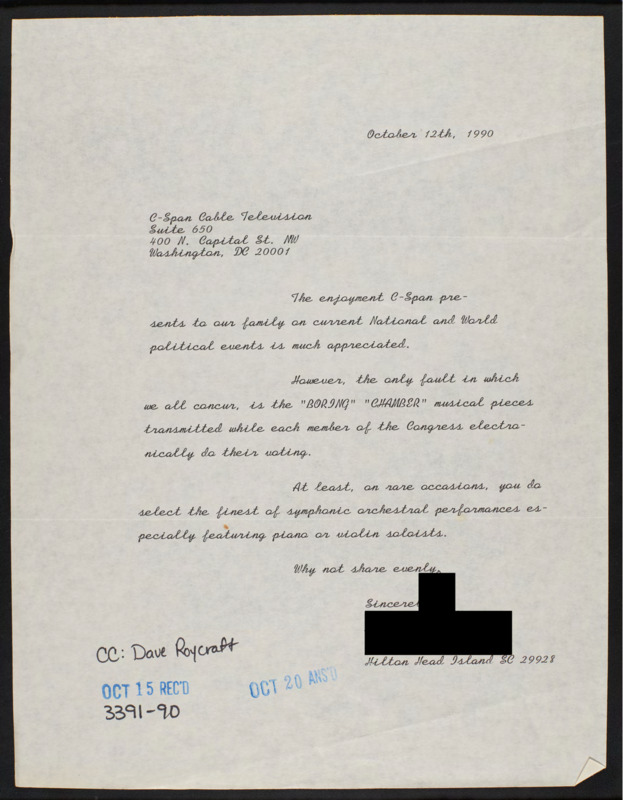 October 12th, 1990
C-Span Cable Television
Suite 650
400 N. Capital St. NW
Washington, DC 20001
The enjoyment C-Span pre-
sents to our family on current National and World
political events is much appreciated.
However, the only fault in which
we all concur, is the "BORING" "CHAMBER" musical pieces
transmitted while each member of the Congress electro-
nically do their voting.
At least, on rare occasions, you do
select the finest of symphonic orchestral performances es-
pecially featuring piano or violin soloists.
Why not share evenly.
Sincere
Hilton Head Island SC 29928
CC: Dave Roycraft
OCT 15 REC'D
OCT 20 ANS'D
3391-90